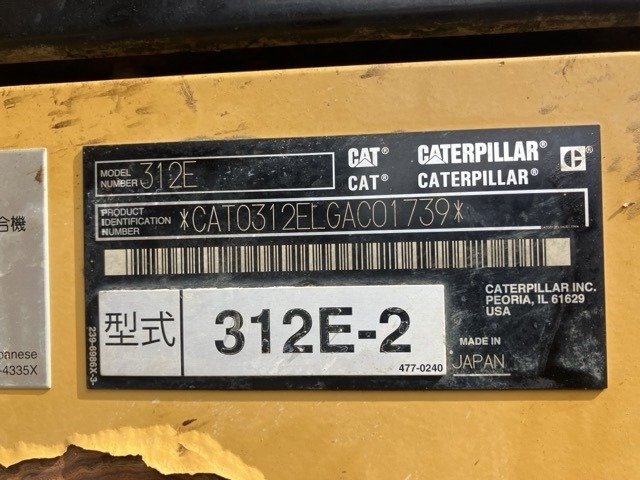 MODEL NUMBER 312E
CAT® CATERPILLAR® C
CAT® CATERPILLAR®
PRODUCT IDENTIFICATION NUMBER *CAT0312ELGAC01739*
CATERPILLAR INC.
PEORIA, IL 61629
USA
型式 312E-2
477-0240
MADE IN JAPAN
239-6986X-3
合機
panese
-4335X